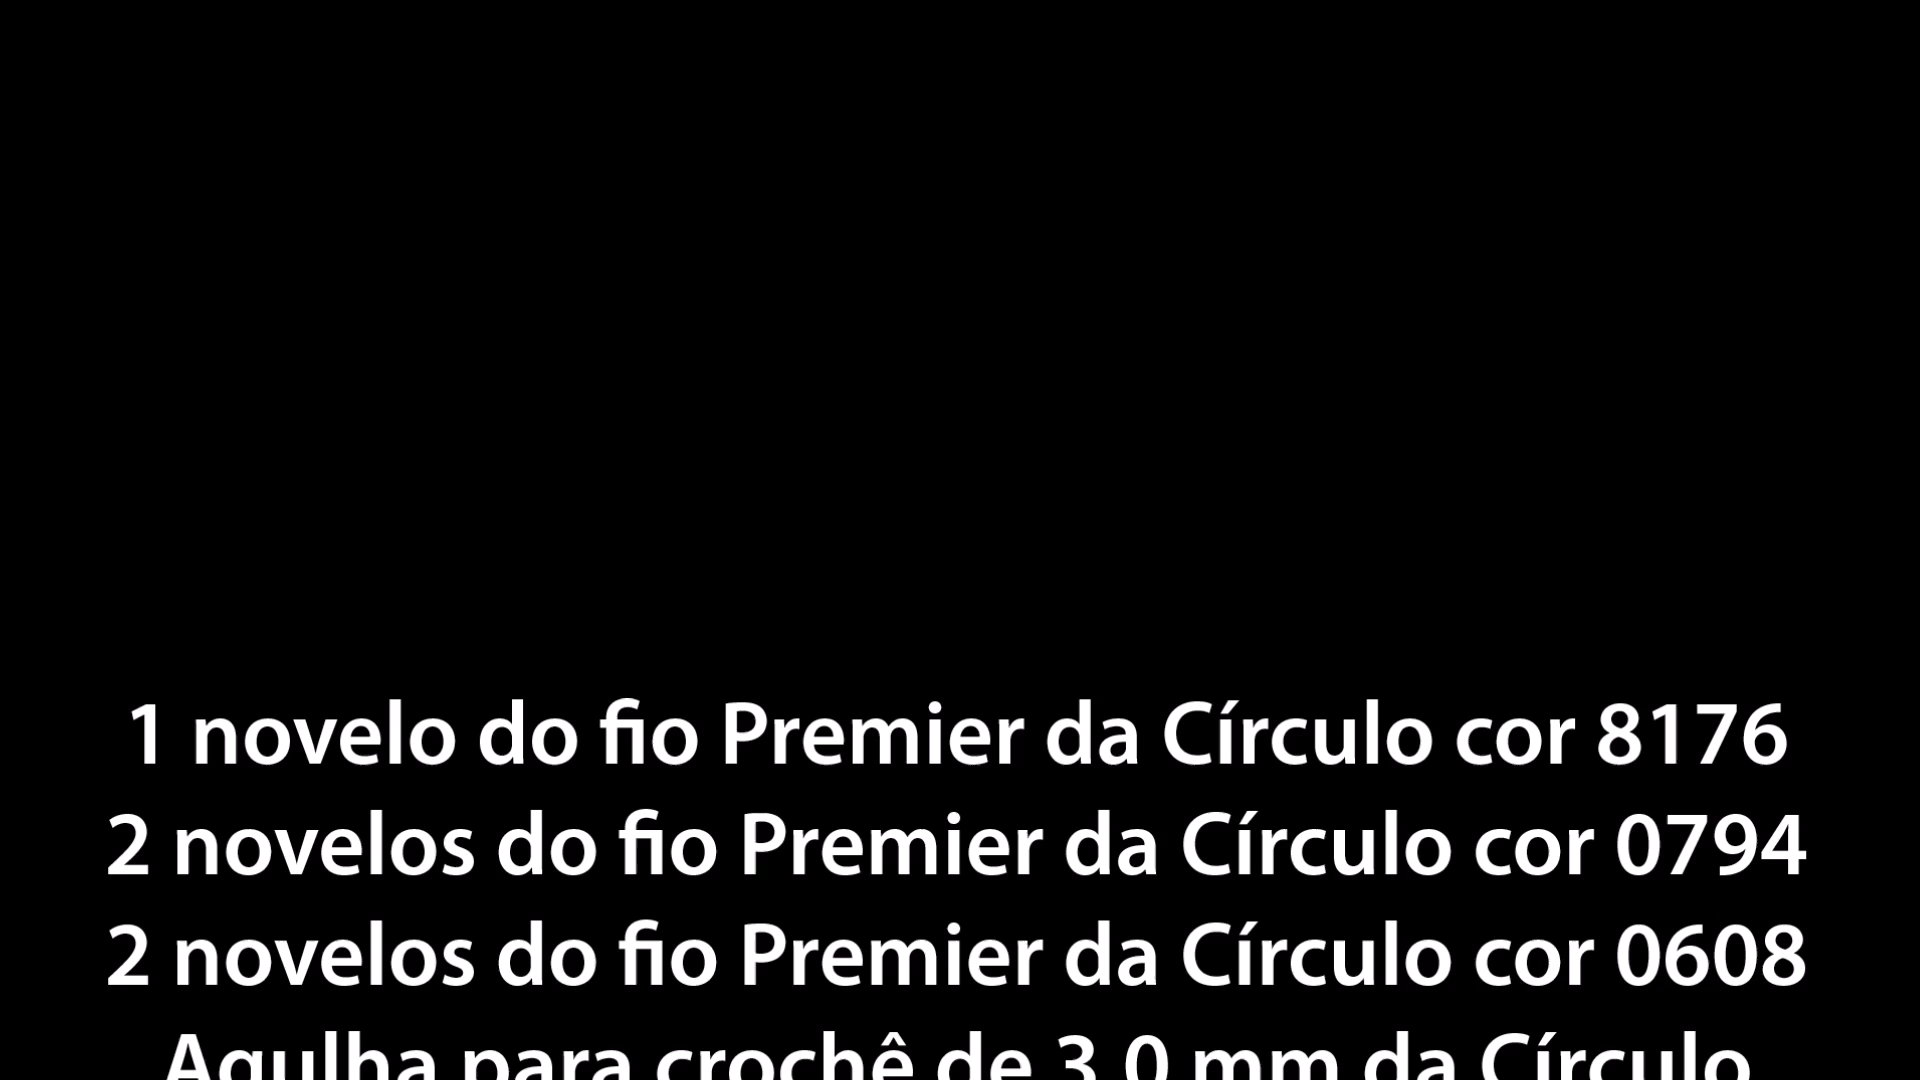 1 novelo do fio Premier da Círculo cor 8176
2 novelos do fio Premier da Círculo cor 0794
2 novelos do fio Premier da Círculo cor 0608
Agulha para crochê de 3,0 mm da Círculo